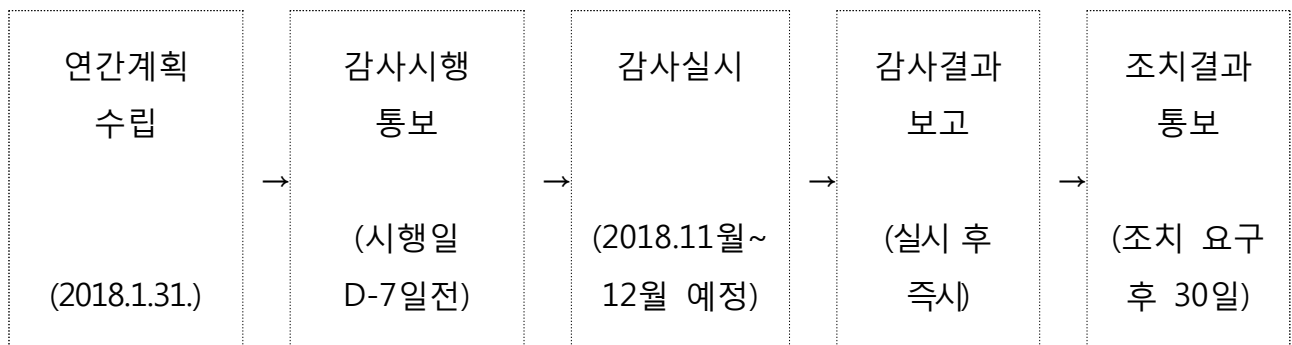 연간계획
수립
(2018.1.31.)
→
감사시행
통보
(시행일
D-7일전)
→
감사실시
(2018.11월~
12월 예정)
→
감사결과
보고
(실시 후
즉시)
→
조치결과
통보
(조치 요구
후 30일)